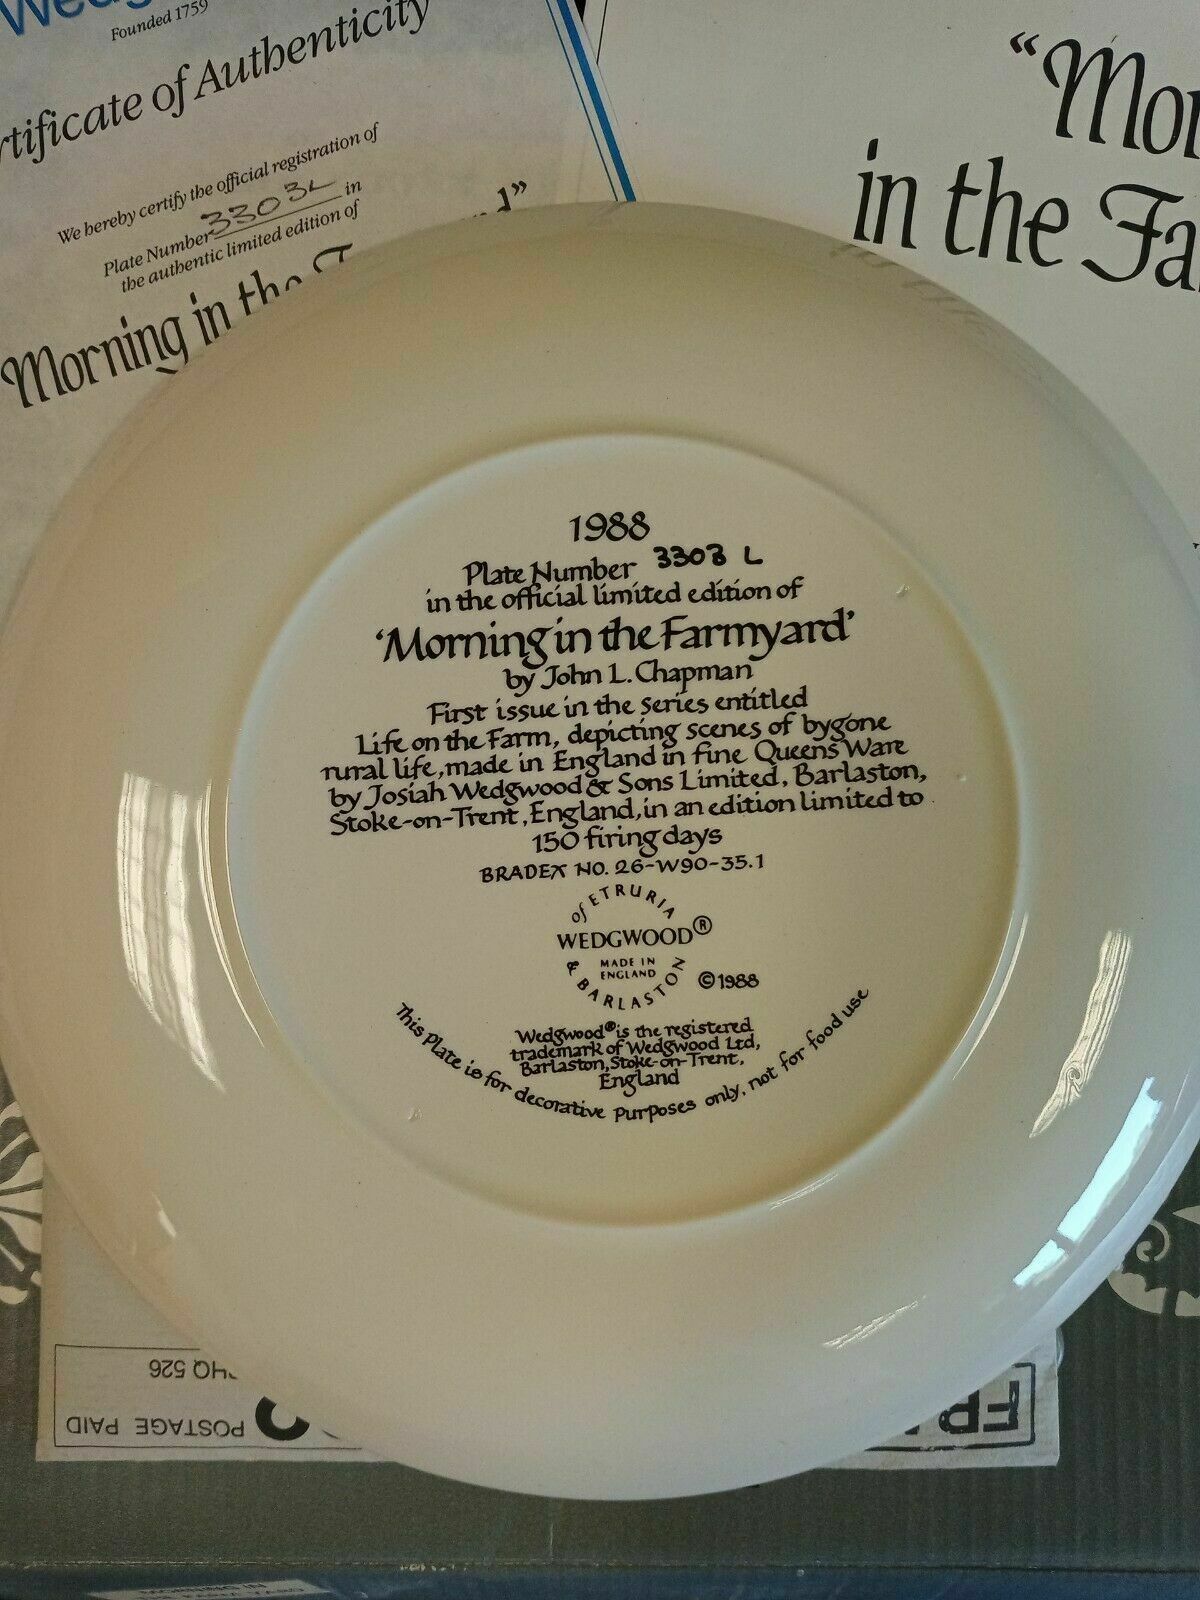 Founded 1759
Certificate of Authenticity
We hereby certify the official registration of
Plate Number 3303L in
the authentic limited edition of
Morning in the
in the
1988
Plate Number 3303 L
in the official limited edition of
'Morning in the Farmyard'
by John L. Chapman
First issue in the series entitled
Life on the Farm, depicting scenes of bygone
rural life, made in England in fine Queens Ware
by Josiah Wedgwood & Sons Limited, Barlaston,
Stoke-on-Trent, England, in an edition limited to
150 firing days
BRADEX NO. 26-W90-35.1
of ETRURIA
WEDGWOOD®
MADE IN
ENGLAND
& BARLASTON
©1988
Wedgwood® is the registered
trademark of Wedgwood Ltd,
Barlaston, Stoke-on-Trent,
England
This Plate is for decorative purposes only, not for food use
HQ 526
POSTAGE PAID